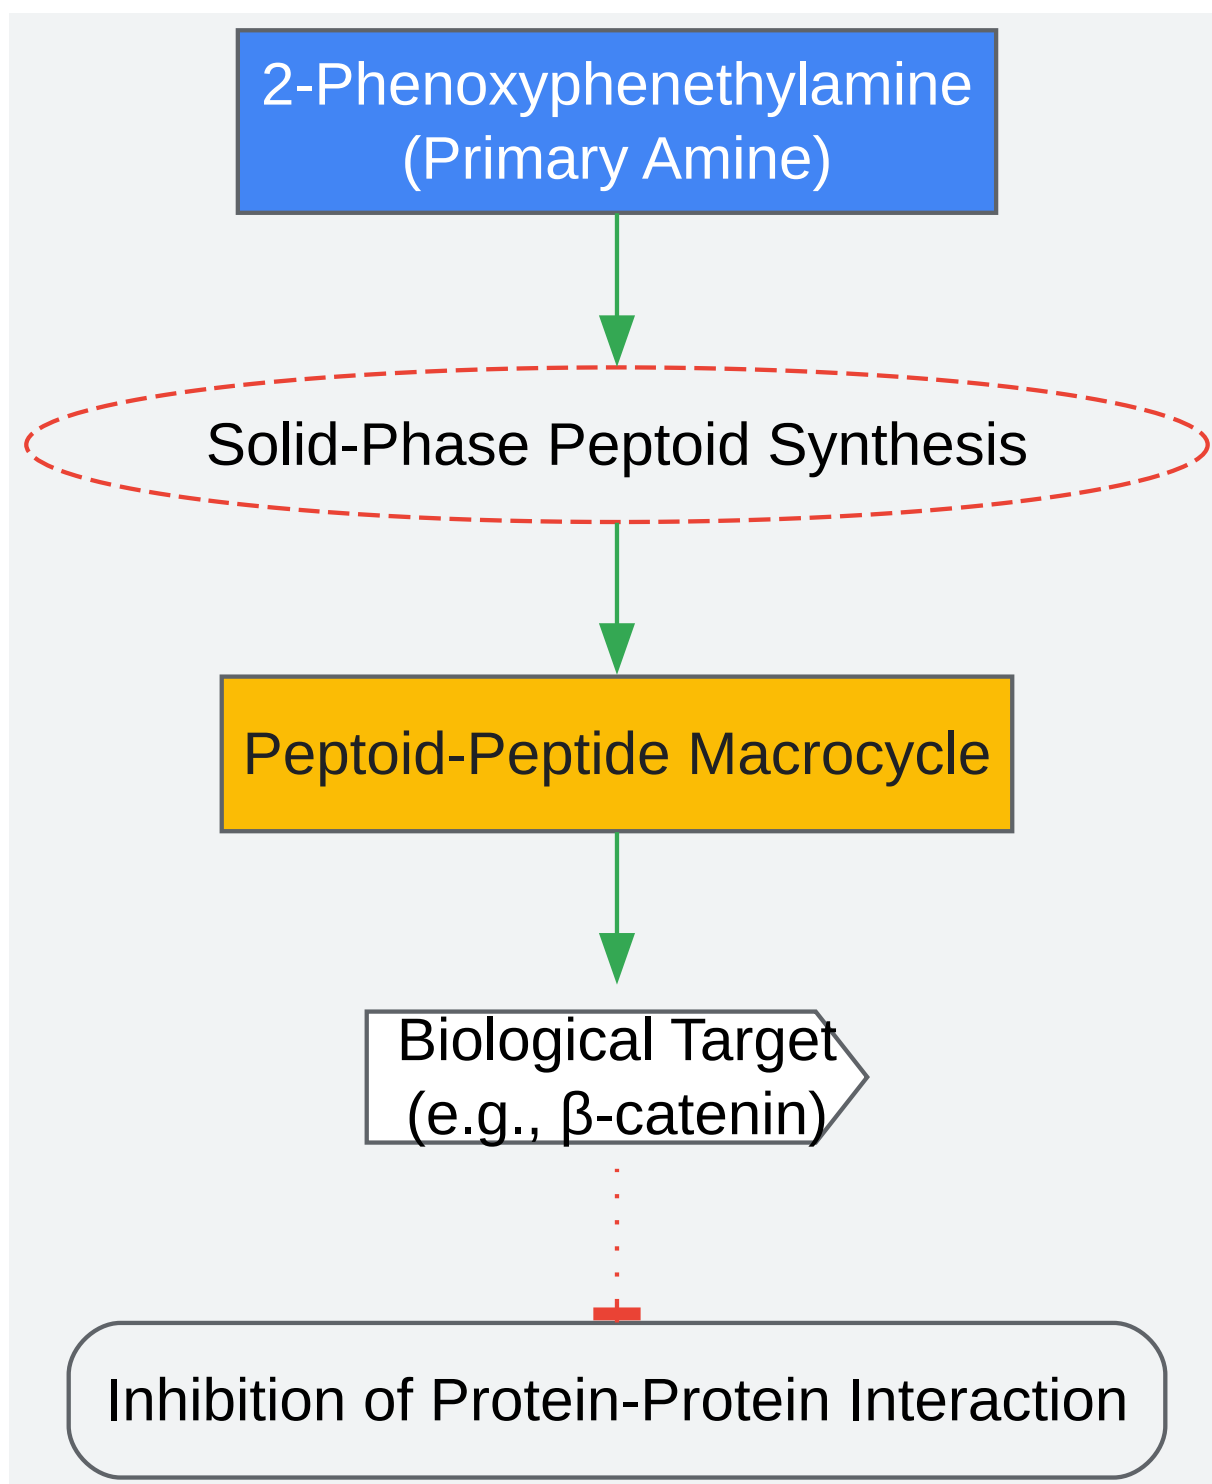 2-Phenoxyphenethylamine
(Primary Amine)
Solid-Phase Peptoid Synthesis
Peptoid-Peptide Macrocycle
Biological Target
(e.g., β-catenin)
Inhibition of Protein-Protein Interaction